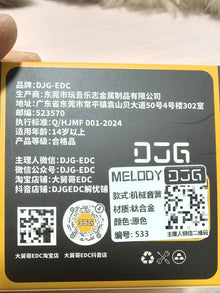 品牌:DJG-EDC
生产商:东莞市玩吾乐志金属制品有限公司
地址:广东省东莞市常平镇袁山贝大道50号4号楼302室
邮编:523570
执行标准:Q/HJMF 001-2024
适用年龄:14岁以上
产品等级:合格品
主理人微信:DJG-EDC
微信公众号:DJG-EDC
淘宝店铺:大舅哥EDC
抖音店铺:DJGEDC解忧铺
DJG
MELODY DJG
款式:机械音簧
材质:钛合金
颜色:原色
编号:533
大舅哥EDC淘宝店
大舅哥EDC抖音店